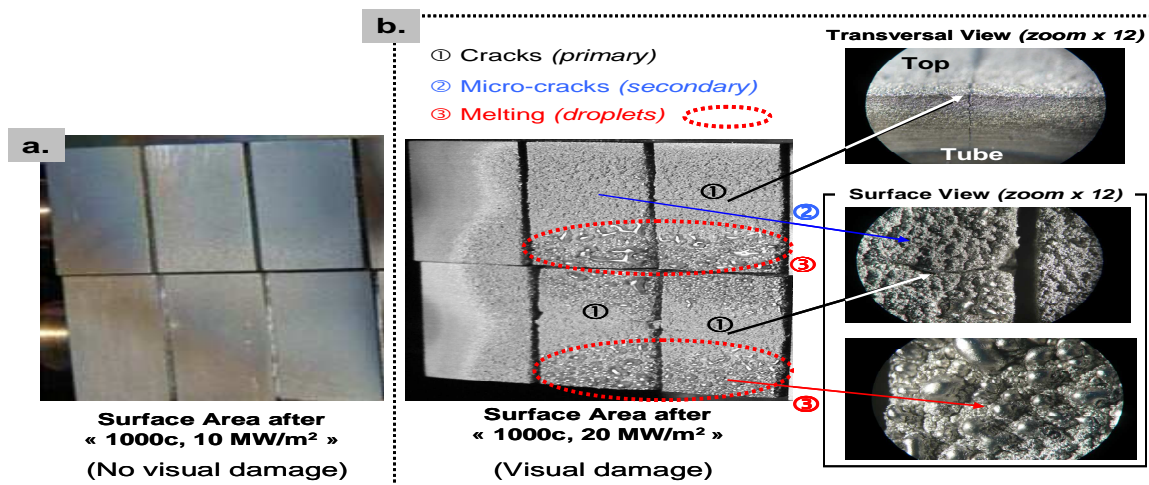 a.
Surface Area after
« 1000c, 10 MW/m² »
(No visual damage)
b.
① Cracks (primary)
② Micro-cracks (secondary)
③ Melting (droplets)
①
①
①
②
③
③
Surface Area after
« 1000c, 20 MW/m² »
(Visual damage)
Transversal View (zoom x 12)
Top
Tube
Surface View (zoom x 12)